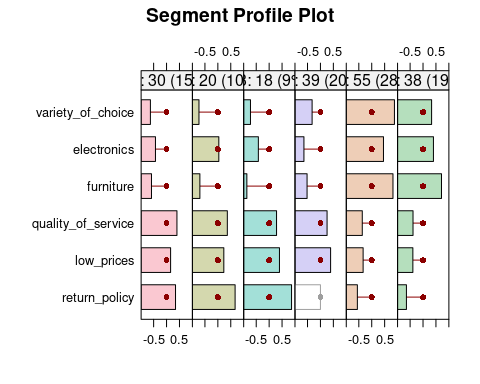 Segment Profile Plot
-0.5 0.5 -0.5 0.5 -0.5 0.5
: 30 (15 : 20 (10 : 18 (9% : 39 (20 : 55 (28 : 38 (19
variety_of_choice
electronics
furniture
quality_of_service
low_prices
return_policy
-0.5 0.5 -0.5 0.5 -0.5 0.5